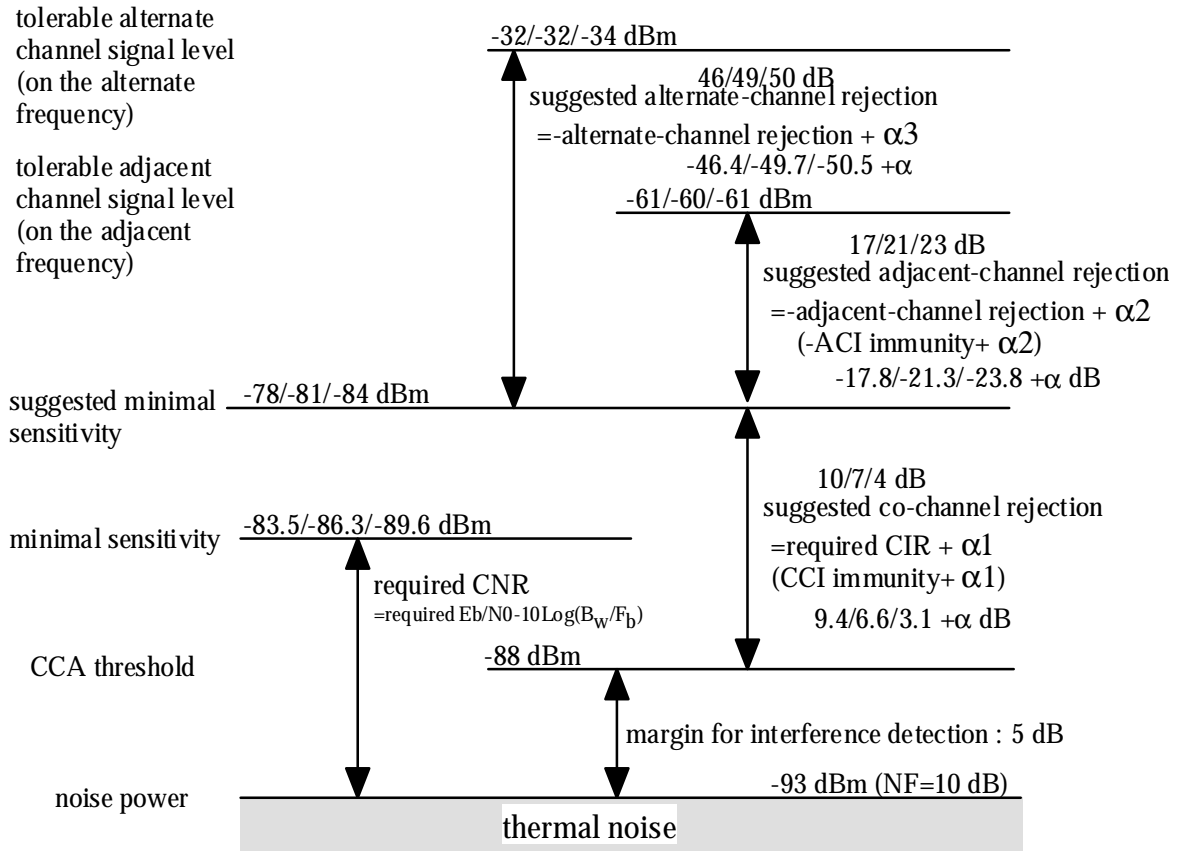 tolerable alternate
channel signal level
(on the alternate
frequency)
-32/-32/-34 dBm
46/49/50 dB
suggested alternate-channel rejection
=-alternate-channel rejection + α3
-46.4/-49.7/-50.5 +α
tolerable adjacent
channel signal level
(on the adjacent
frequency)
-61/-60/-61 dBm
17/21/23 dB
suggested adjacent-channel rejection
=-adjacent-channel rejection + α2
(-ACI immunity+ α2)
-17.8/-21.3/-23.8 +α dB
suggested minimal
sensitivity
-78/-81/-84 dBm
10/7/4 dB
suggested co-channel rejection
=required CIR + α1
(CCI immunity+ α1)
9.4/6.6/3.1 +α dB
minimal sensitivity
-83.5/-86.3/-89.6 dBm
required CNR
=required Eb/N0-10Log(Bw/Fb)
CCA threshold
-88 dBm
margin for interference detection : 5 dB
noise power
-93 dBm (NF=10 dB)
thermal noise